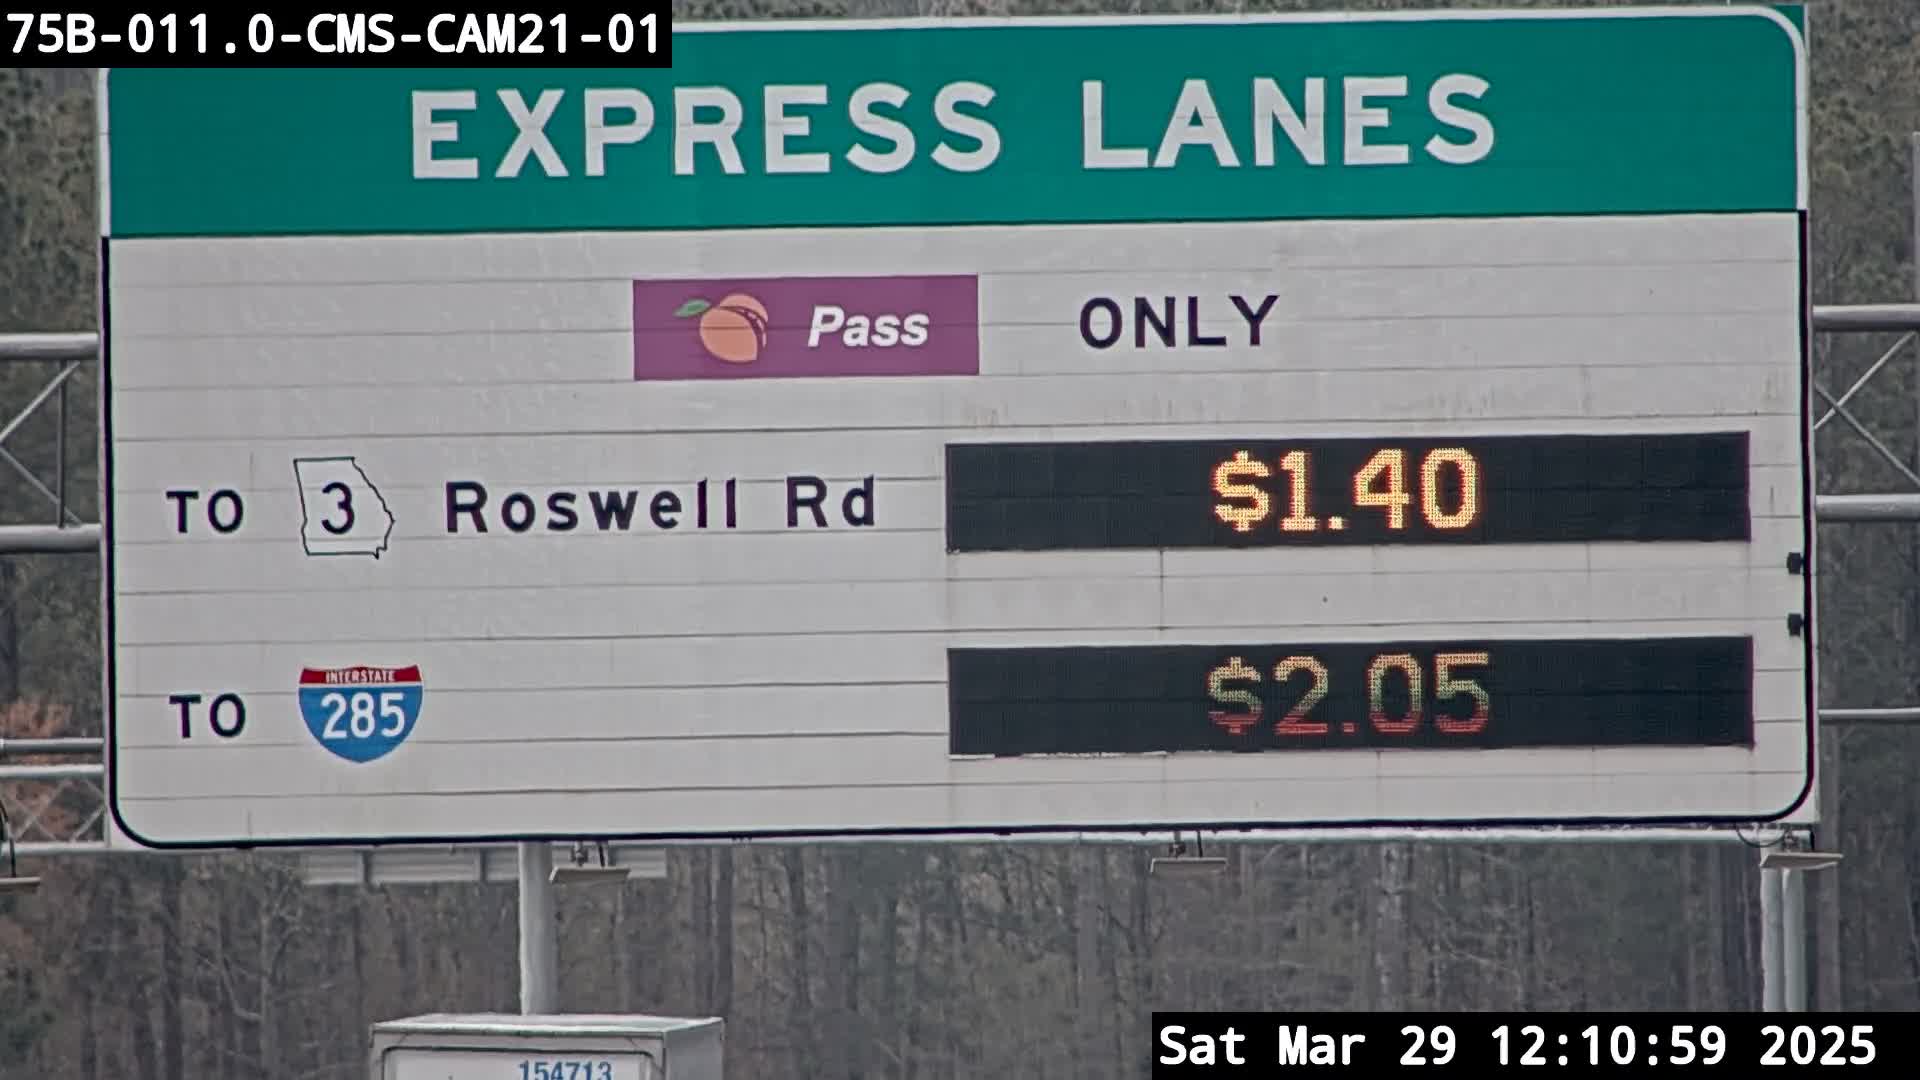 75B-011.0-CMS-CAM21-01
EXPRESS LANES
Pass ONLY
TO 3 Roswell Rd $1.40
INTERSTATE
TO 285 $2.05
154713
Sat Mar 29 12:10:59 2025